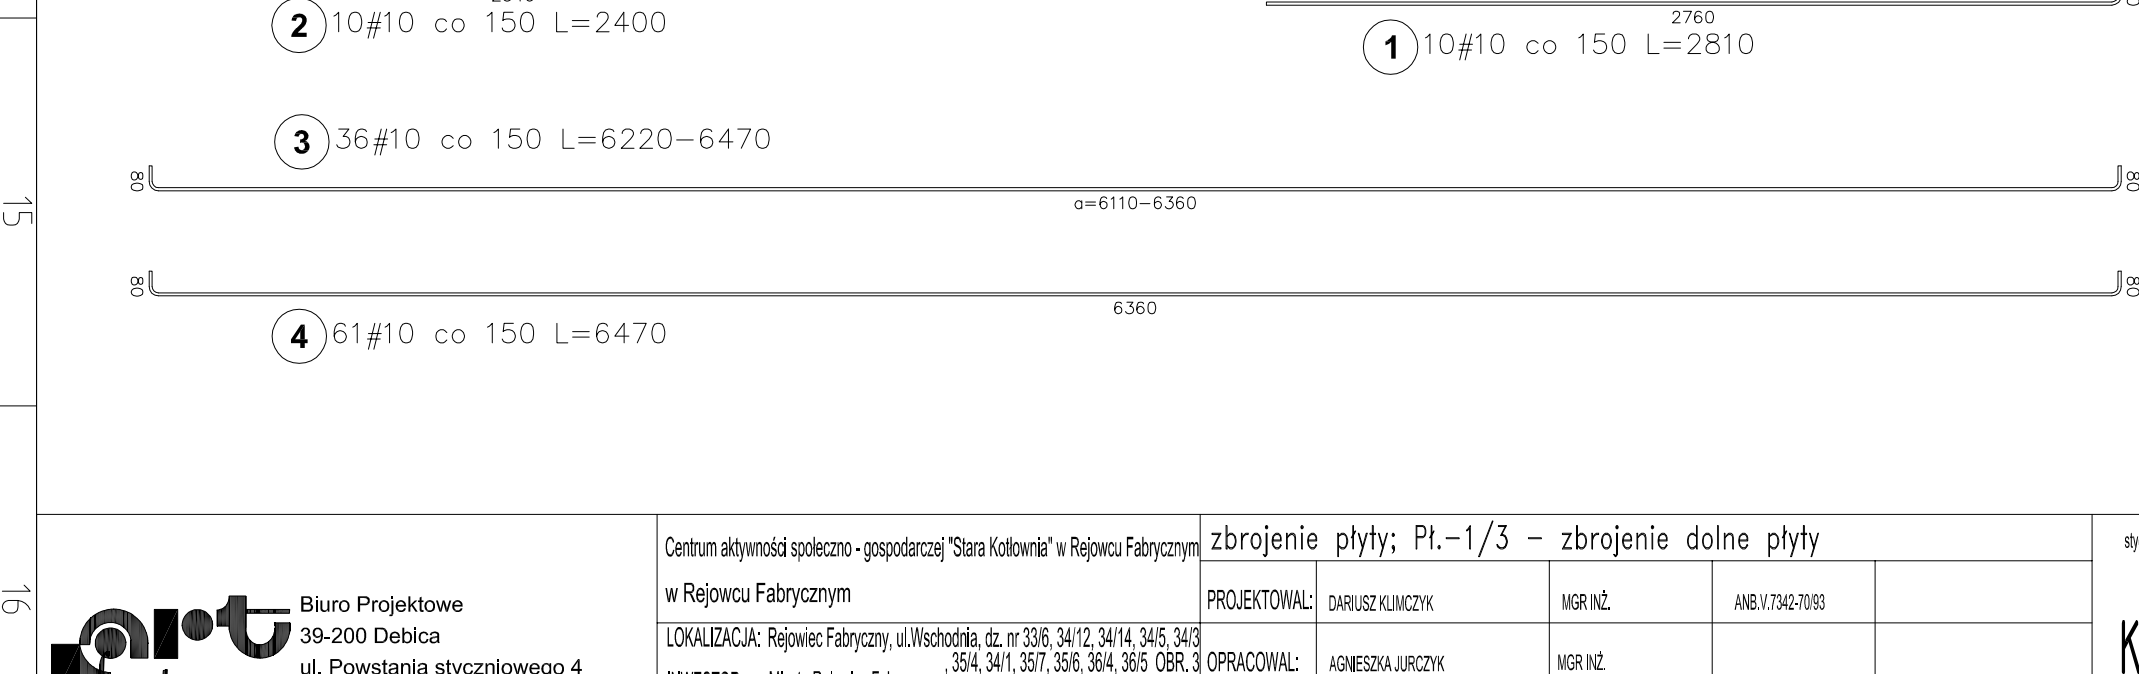 2760
2 10#10 co 150 L=2400
1 10#10 co 150 L=2810
3 36#10 co 150 L=6220-6470
80
80
a=6110-6360
15
80
80
6360
4 61#10 co 150 L=6470
16
Biuro Projektowe
39-200 Debica
ul. Powstania styczniowego 4
Centrum aktywności społeczno - gospodarczej "Stara Kotłownia" w Rejowcu Fabrycznym
w Rejowcu Fabrycznym
LOKALIZACJA: Rejowiec Fabryczny, ul.Wschodnia, dz. nr 33/6, 34/12, 34/14, 34/5, 34/3
, 35/4, 34/1, 35/7, 35/6, 36/4, 36/5 OBR. 3
zbrojenie płyty; Pł.-1/3 - zbrojenie dolne płyty
PROJEKTOWAL: DARIUSZ KLIMCZYK MGR INŻ. ANB.V.7342-70/93
OPRACOWAL: AGNIESZKA JURCZYK MGR INŻ.
sty
K